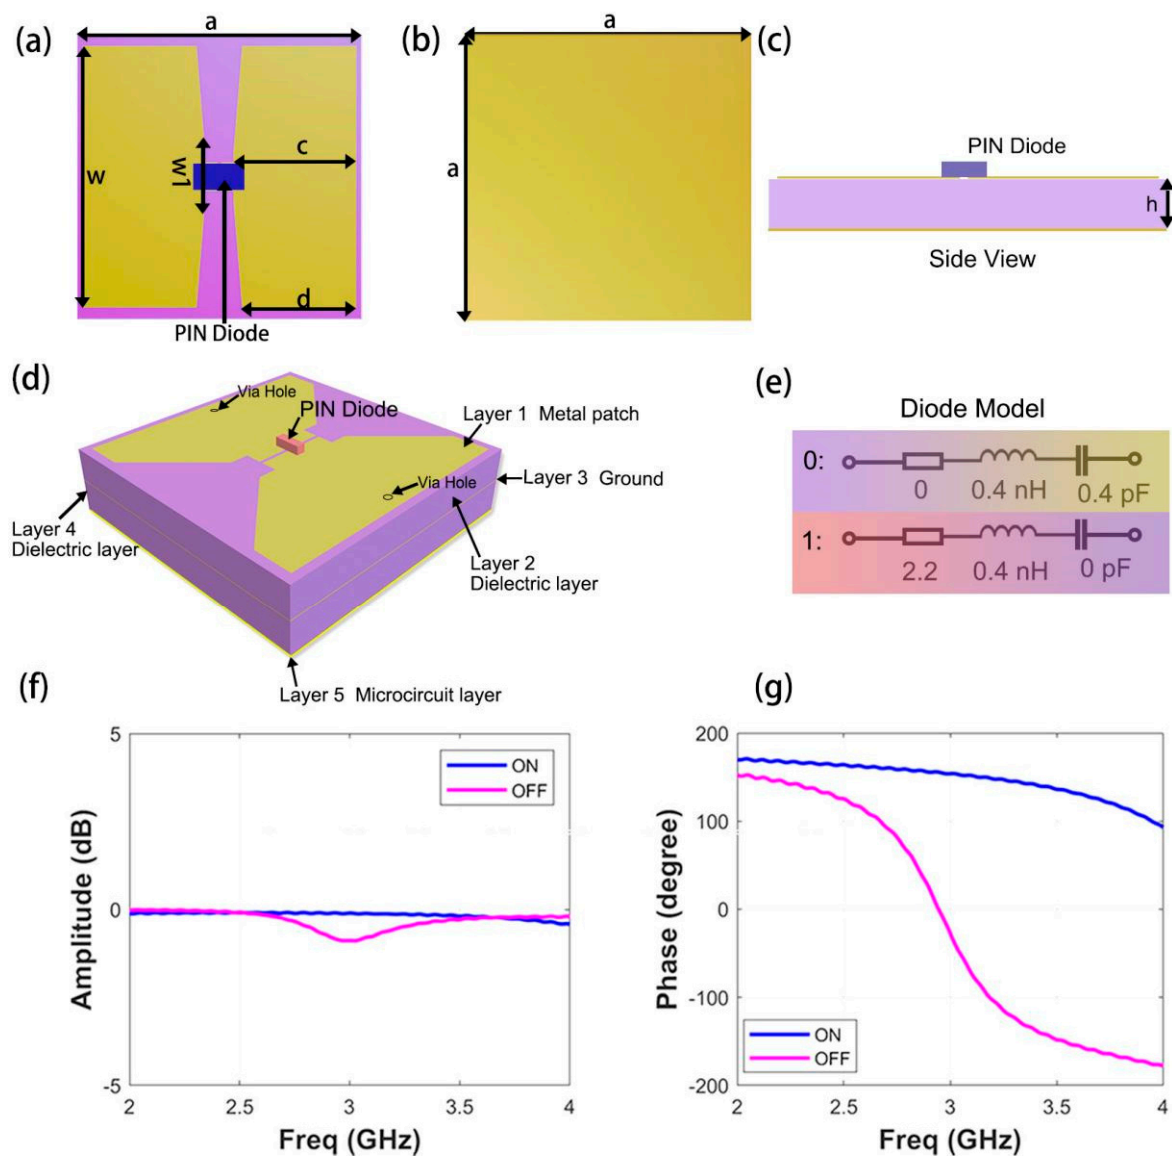 (a)
a
w
w1
c
d
PIN Diode
(b)
a
a
(c)
PIN Diode
h
Side View
(d)
Via Hole
PIN Diode
Layer 1 Metal patch
Via Hole
Layer 3 Ground
Layer 4
Dielectric layer
Layer 2
Dielectric layer
Layer 5 Microcircuit layer
(e)
Diode Model
0:
0 0.4 nH 0.4 pF
1:
2.2 0.4 nH 0 pF
(f)
5
0
-5
Amplitude (dB)
ON
OFF
2 2.5 3 3.5 4
Freq (GHz)
(g)
200
100
0
-100
-200
Phase (degree)
ON
OFF
2 2.5 3 3.5 4
Freq (GHz)